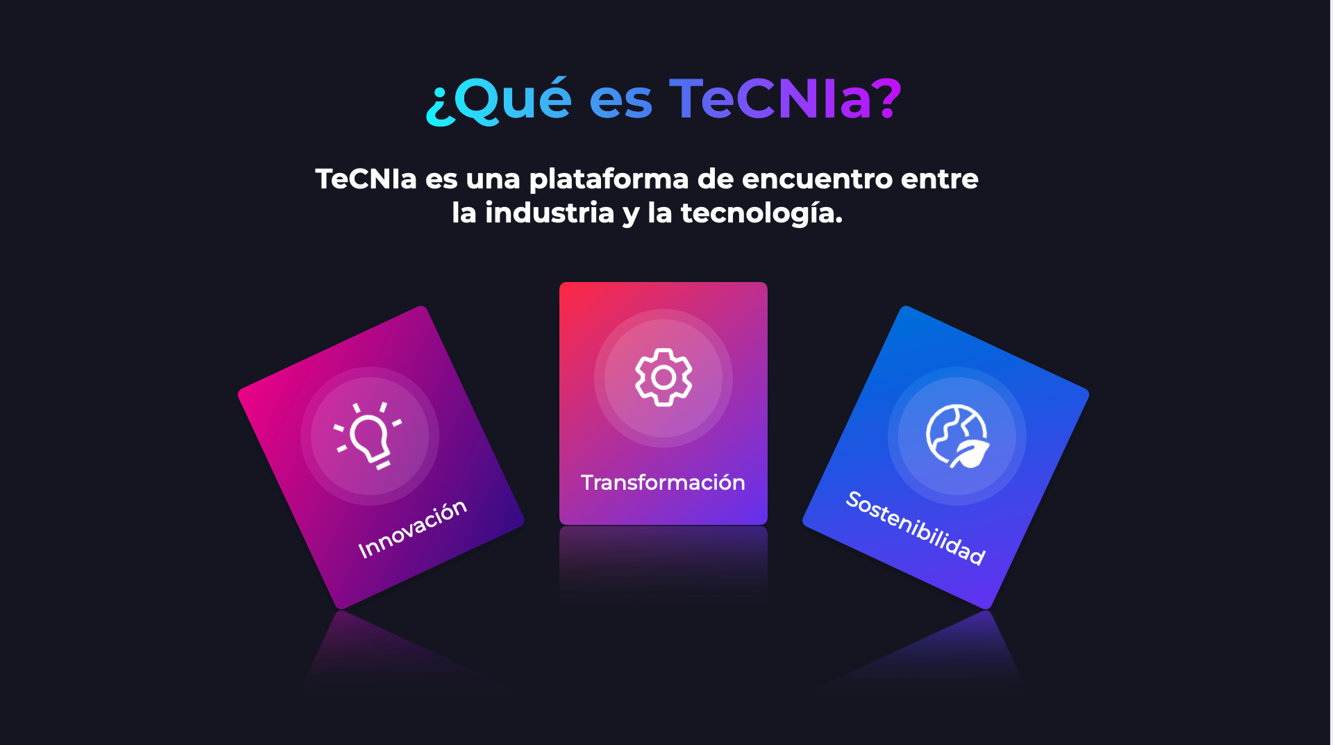 ¿Qué es TeCNIa?
TeCNIa es una plataforma de encuentro entre
la industria y la tecnología.
Innovación
Transformación
Sostenibilidad